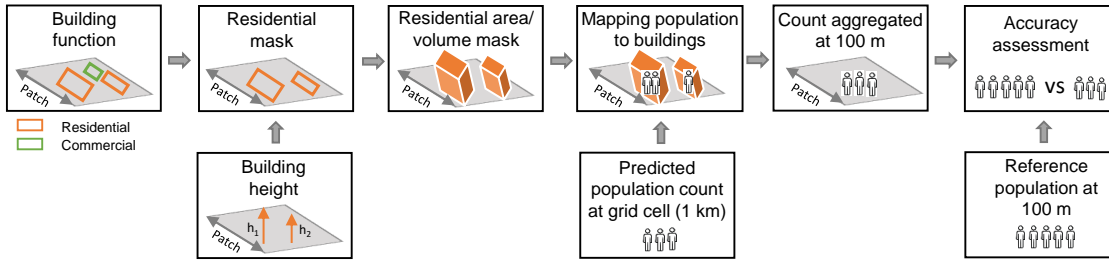 Building
function
Patch
Residential
Commercial
Residential
mask
Patch
Building
height
h1
h2
Patch
Residential area/
volume mask
Patch
Mapping population
to buildings
Patch
Predicted
population count
at grid cell (1 km)
Count aggregated
at 100 m
Patch
Accuracy
assessment
vs
Reference
population at
100 m